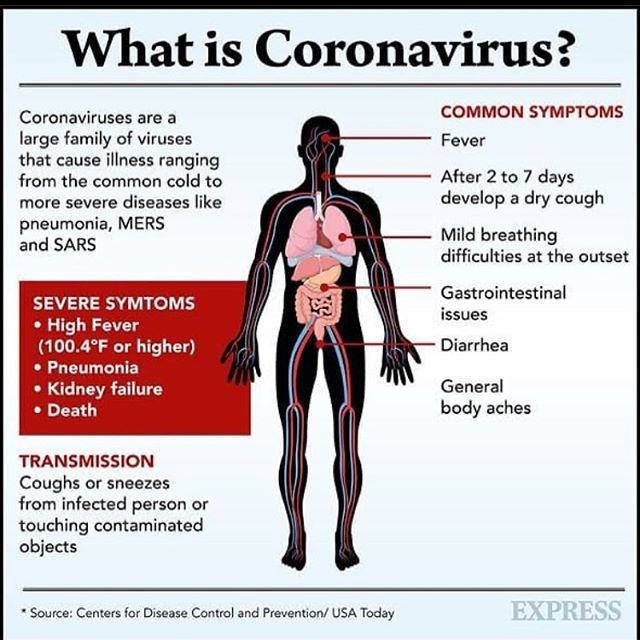 What is Coronavirus?
Coronaviruses are a
large family of viruses
that cause illness ranging
from the common cold to
more severe diseases like
pneumonia, MERS
and SARS
SEVERE SYMTOMS
• High Fever
(100.4°F or higher)
• Pneumonia
• Kidney failure
• Death
TRANSMISSION
Coughs or sneezes
from infected person or
touching contaminated
objects
COMMON SYMPTOMS
Fever
After 2 to 7 days
develop a dry cough
Mild breathing
difficulties at the outset
Gastrointestinal
issues
Diarrhea
General
body aches
* Source: Centers for Disease Control and Prevention/ USA Today
EXPRESS